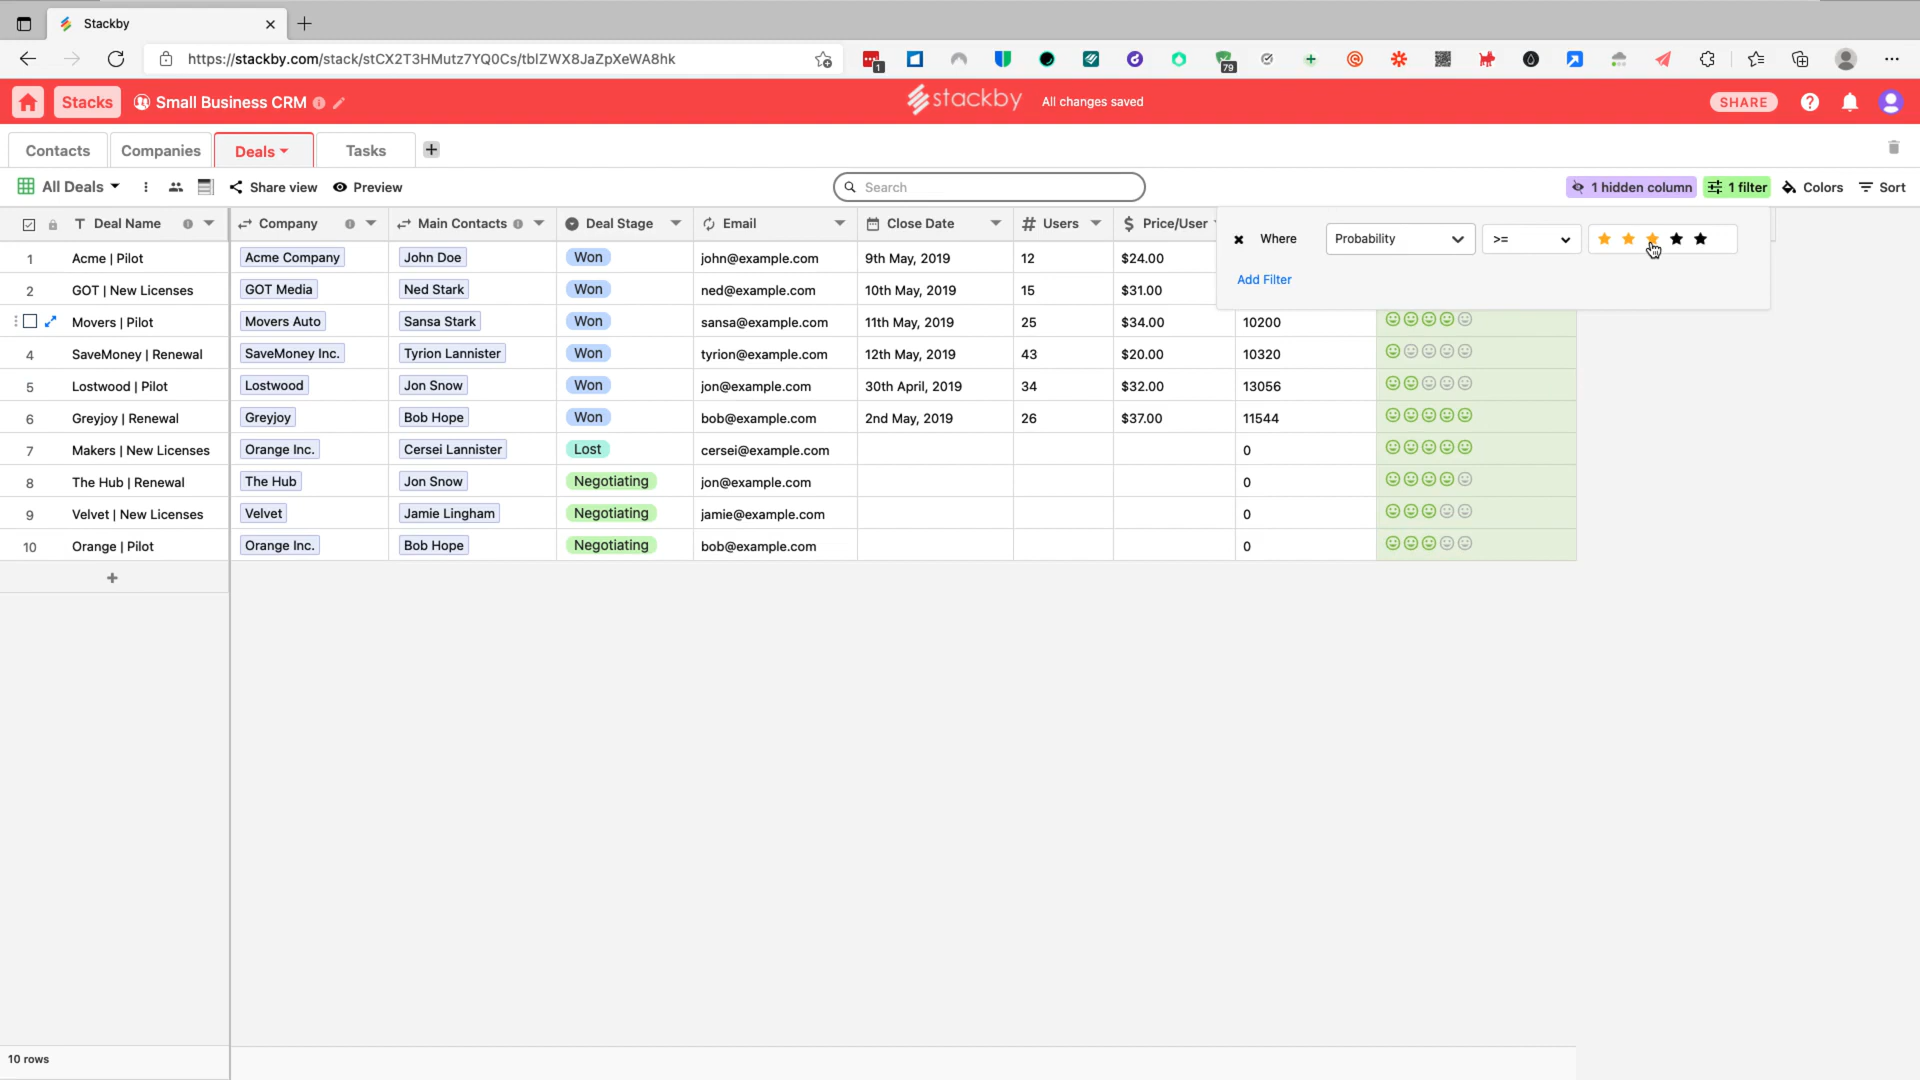 Stackby
https://stackby.com/stack/stCX2T3HMutz7YQ0Cs/tblZWX8JaZpXeWA8hk
1
79
Stacks
Small Business CRM
stackby
All changes saved
SHARE
Contacts
Companies
Deals
Tasks
All Deals
Share view
Preview
Search
1 hidden column
1 filter
Colors
Sort
Deal Name Company Main Contacts Deal Stage Email Close Date Users Price/User
Where Probability >=
Add Filter
1 Acme | Pilot Acme Company John Doe Won john@example.com 9th May, 2019 12 $24.00
2 GOT | New Licenses GOT Media Ned Stark Won ned@example.com 10th May, 2019 15 $31.00
Movers | Pilot Movers Auto Sansa Stark Won sansa@example.com 11th May, 2019 25 $34.00 10200
4 SaveMoney | Renewal SaveMoney Inc. Tyrion Lannister Won tyrion@example.com 12th May, 2019 43 $20.00 10320
5 Lostwood | Pilot Lostwood Jon Snow Won jon@example.com 30th April, 2019 34 $32.00 13056
6 Greyjoy | Renewal Greyjoy Bob Hope Won bob@example.com 2nd May, 2019 26 $37.00 11544
7 Makers | New Licenses Orange Inc. Cersei Lannister Lost cersei@example.com 0
8 The Hub | Renewal The Hub Jon Snow Negotiating jon@example.com 0
9 Velvet | New Licenses Velvet Jamie Lingham Negotiating jamie@example.com 0
10 Orange | Pilot Orange Inc. Bob Hope Negotiating bob@example.com 0
10 rows